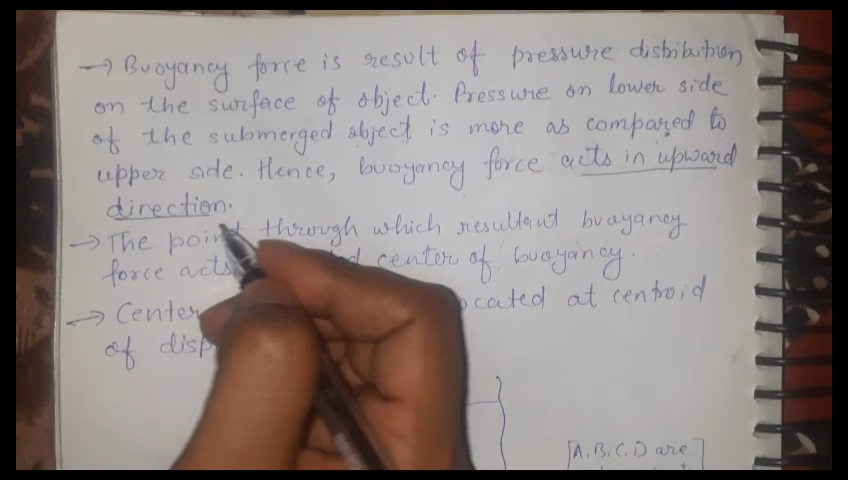 → Buoyancy force is result of pressure distribution
on the surface of object. Pressure on lower side
of the submerged object is more as compared to
upper side. Hence, buoyancy force acts in upward
direction.
→ The point through which resultant buoyancy
force acts center of buoyancy.
→ Center located at centroid
of disp
[A, B, C, D are]